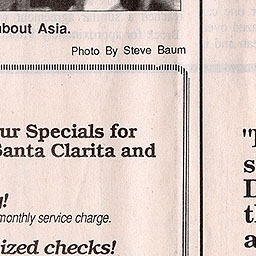 about Asia.
Photo By Steve Baum
ur Specials for
Santa Clarita and
g!
monthly service charge.
ized checks!
"
s
D
th
a